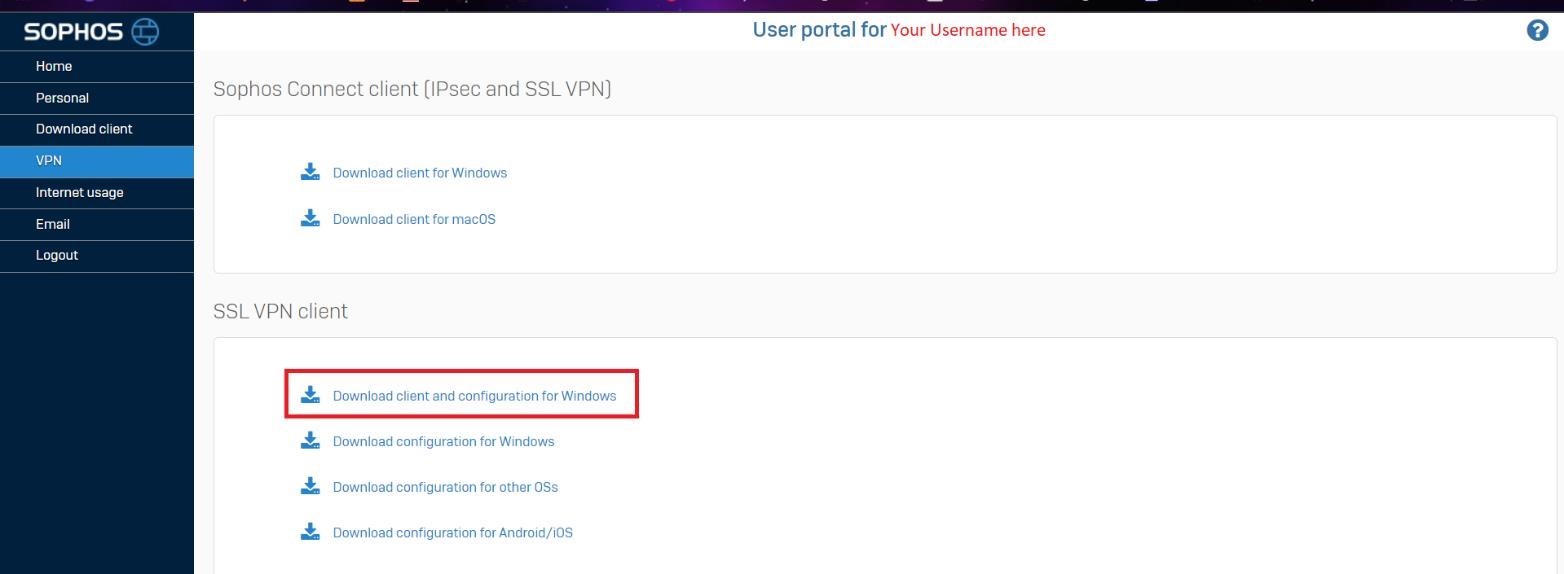 SOPHOS
User portal for Your Username here
?
Home
Personal
Download client
VPN
Internet usage
Email
Logout
Sophos Connect client (IPsec and SSL VPN)
Download client for Windows
Download client for macOS
SSL VPN client
Download client and configuration for Windows
Download configuration for Windows
Download configuration for other OSs
Download configuration for Android/iOS